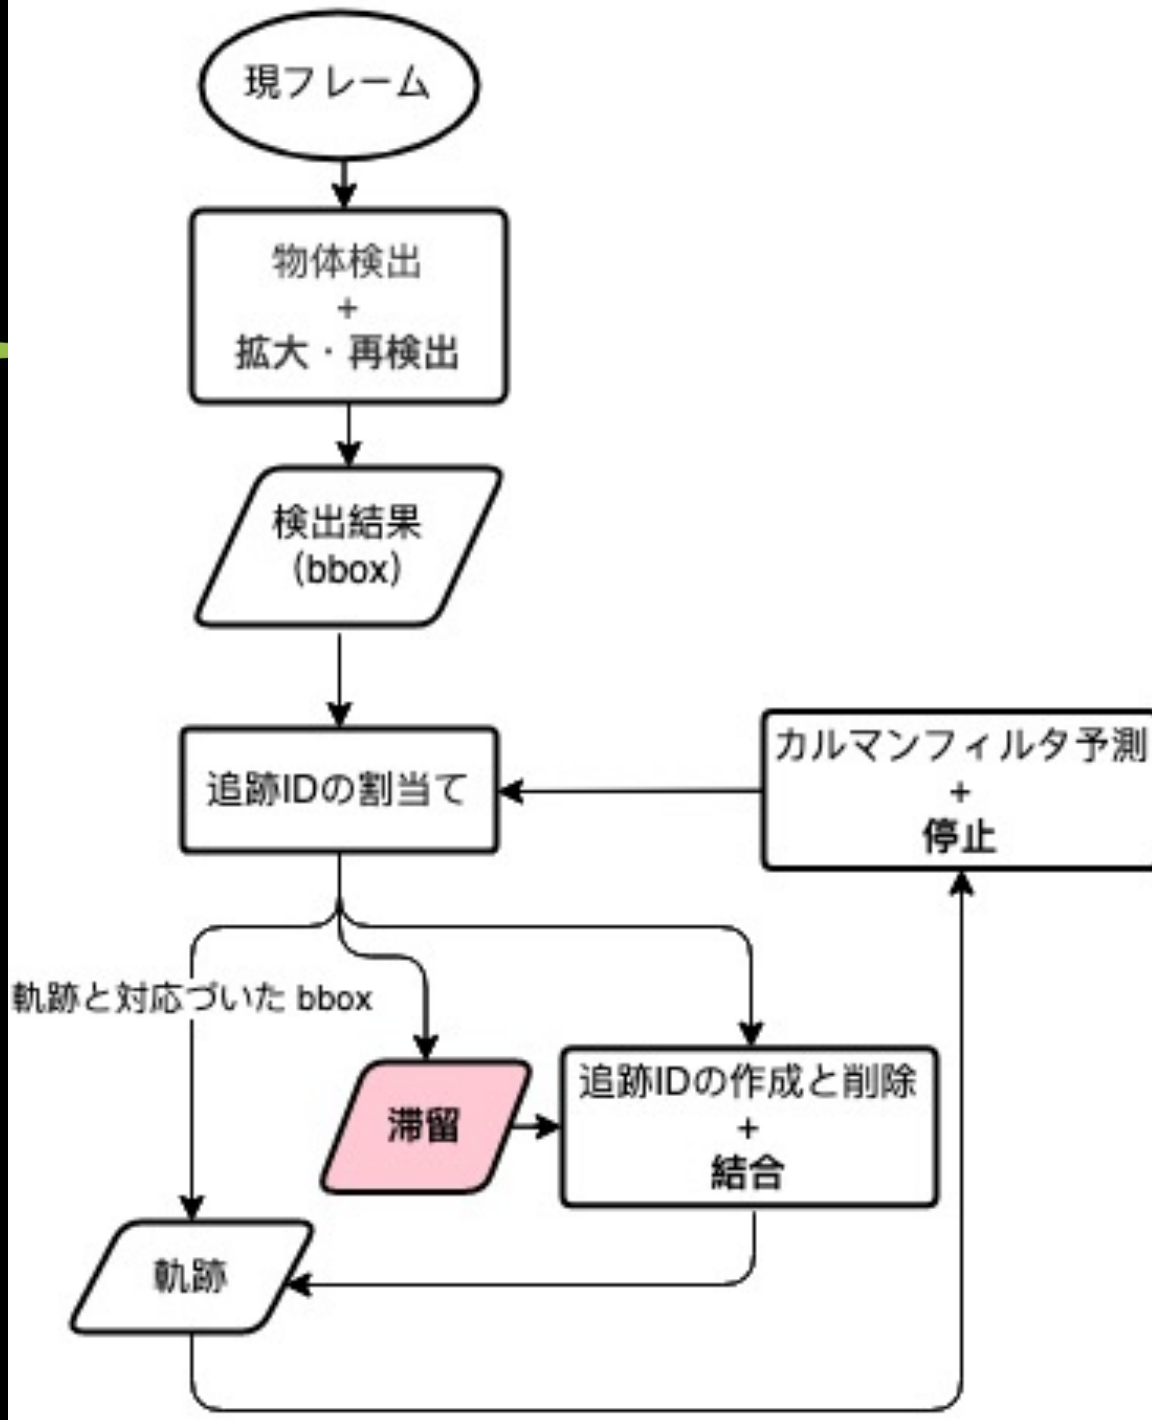 現フレーム
物体検出
+
拡大・再検出
検出結果
(bbox)
追跡IDの割当て
カルマンフィルタ予測
+
停止
軌跡と対応づいた bbox
滞留
追跡IDの作成と削除
+
結合
軌跡